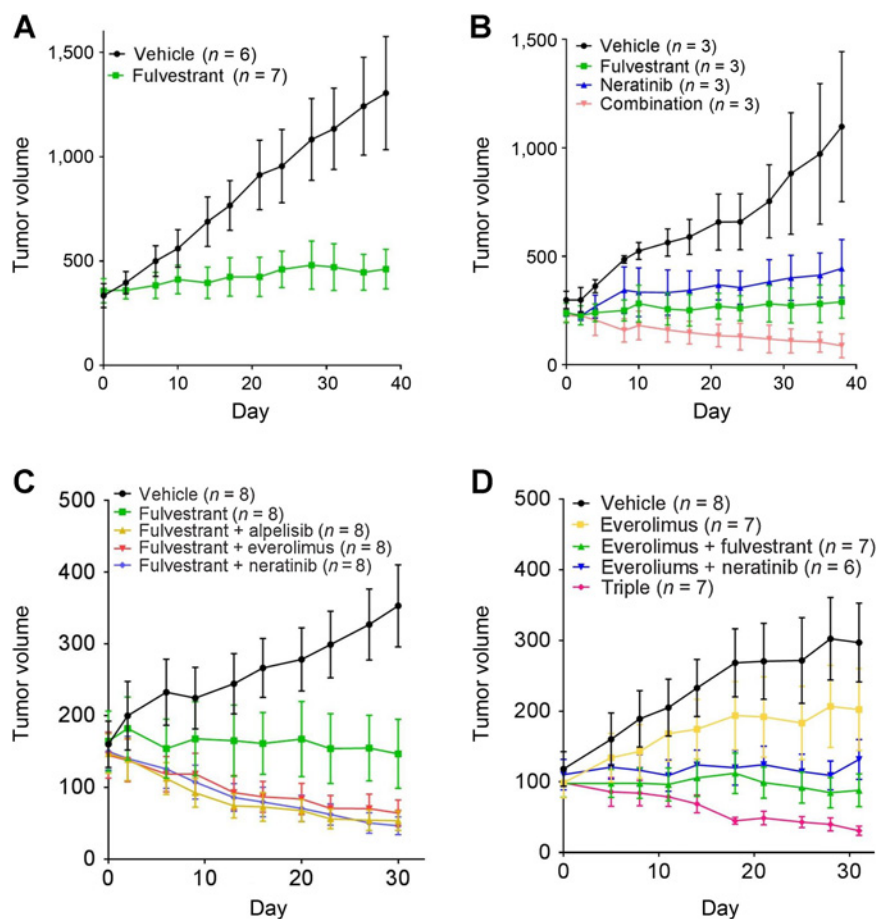 A
Vehicle (n = 6)
Fulvestrant (n = 7)
1,500
1,000
500
0
Tumor volume
0 10 20 30 40
Day
B
Vehicle (n = 3)
Fulvestrant (n = 3)
Neratinib (n = 3)
Combination (n = 3)
1,500
1,000
500
0
Tumor volume
0 10 20 30 40
Day
C
Vehicle (n = 8)
Fulvestrant (n = 8)
Fulvestrant + alpelisib (n = 8)
Fulvestrant + everolimus (n = 8)
Fulvestrant + neratinib (n = 8)
500
400
300
200
100
0
Tumor volume
0 10 20 30
Day
D
Vehicle (n = 8)
Everolimus (n = 7)
Everolimus + fulvestrant (n = 7)
Everoliums + neratinib (n = 6)
Triple (n = 7)
500
400
300
200
100
0
Tumor volume
0 10 20 30
Day